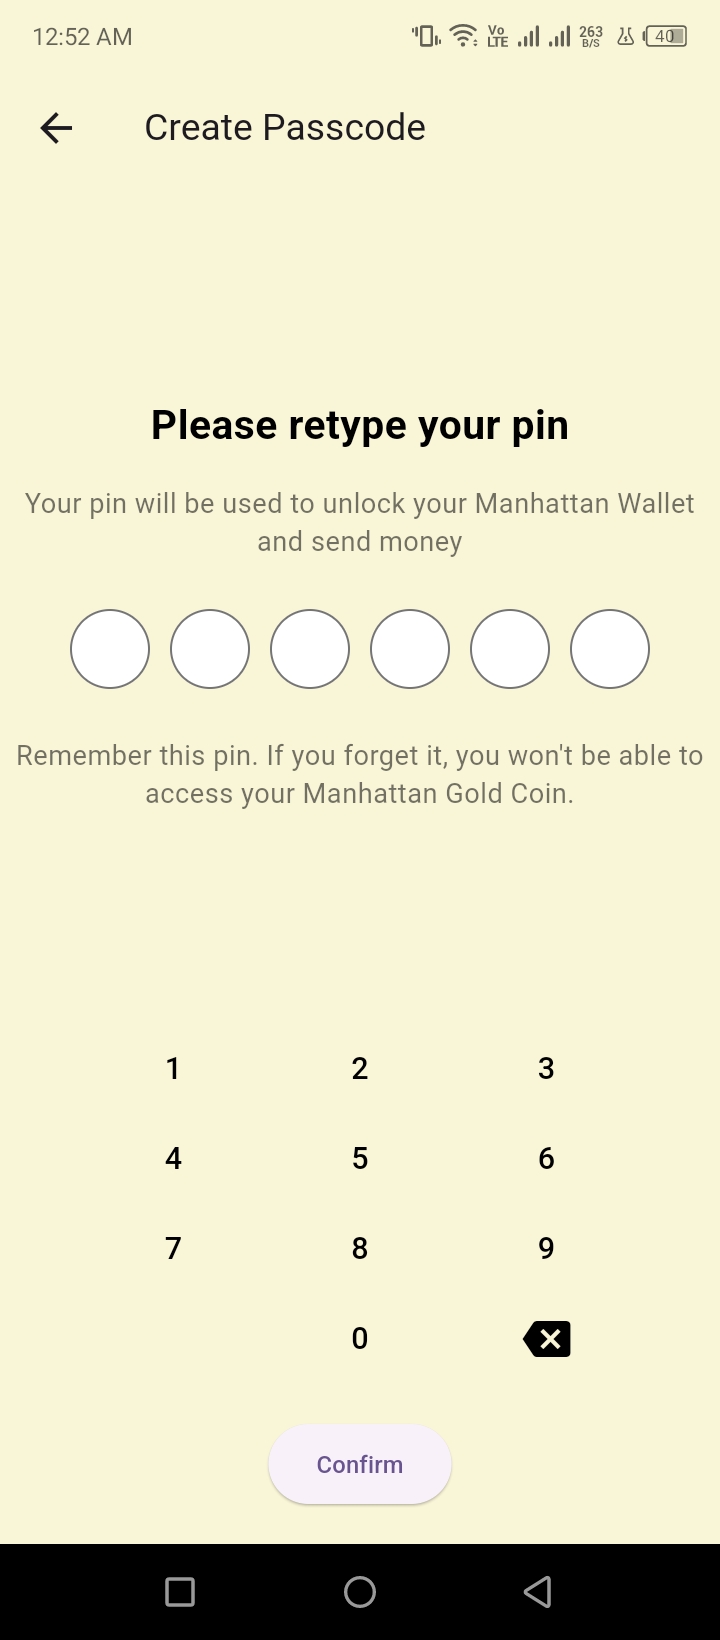 12:52 AM
Vo LTE
263 B/S
40
Create Passcode
Please retype your pin
Your pin will be used to unlock your Manhattan Wallet
and send money
Remember this pin. If you forget it, you won't be able to
access your Manhattan Gold Coin.
1 2 3
4 5 6
7 8 9
0
Confirm